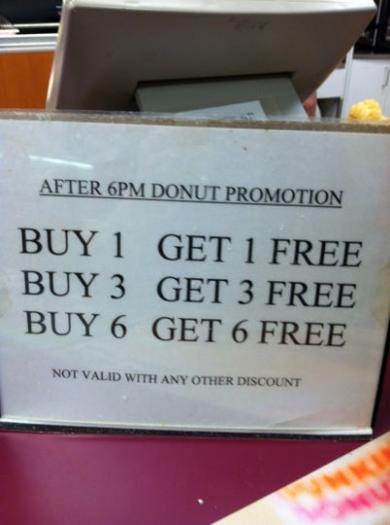 AFTER 6PM DONUT PROMOTION
BUY 1 GET 1 FREE
BUY 3 GET 3 FREE
BUY 6 GET 6 FREE
NOT VALID WITH ANY OTHER DISCOUNT